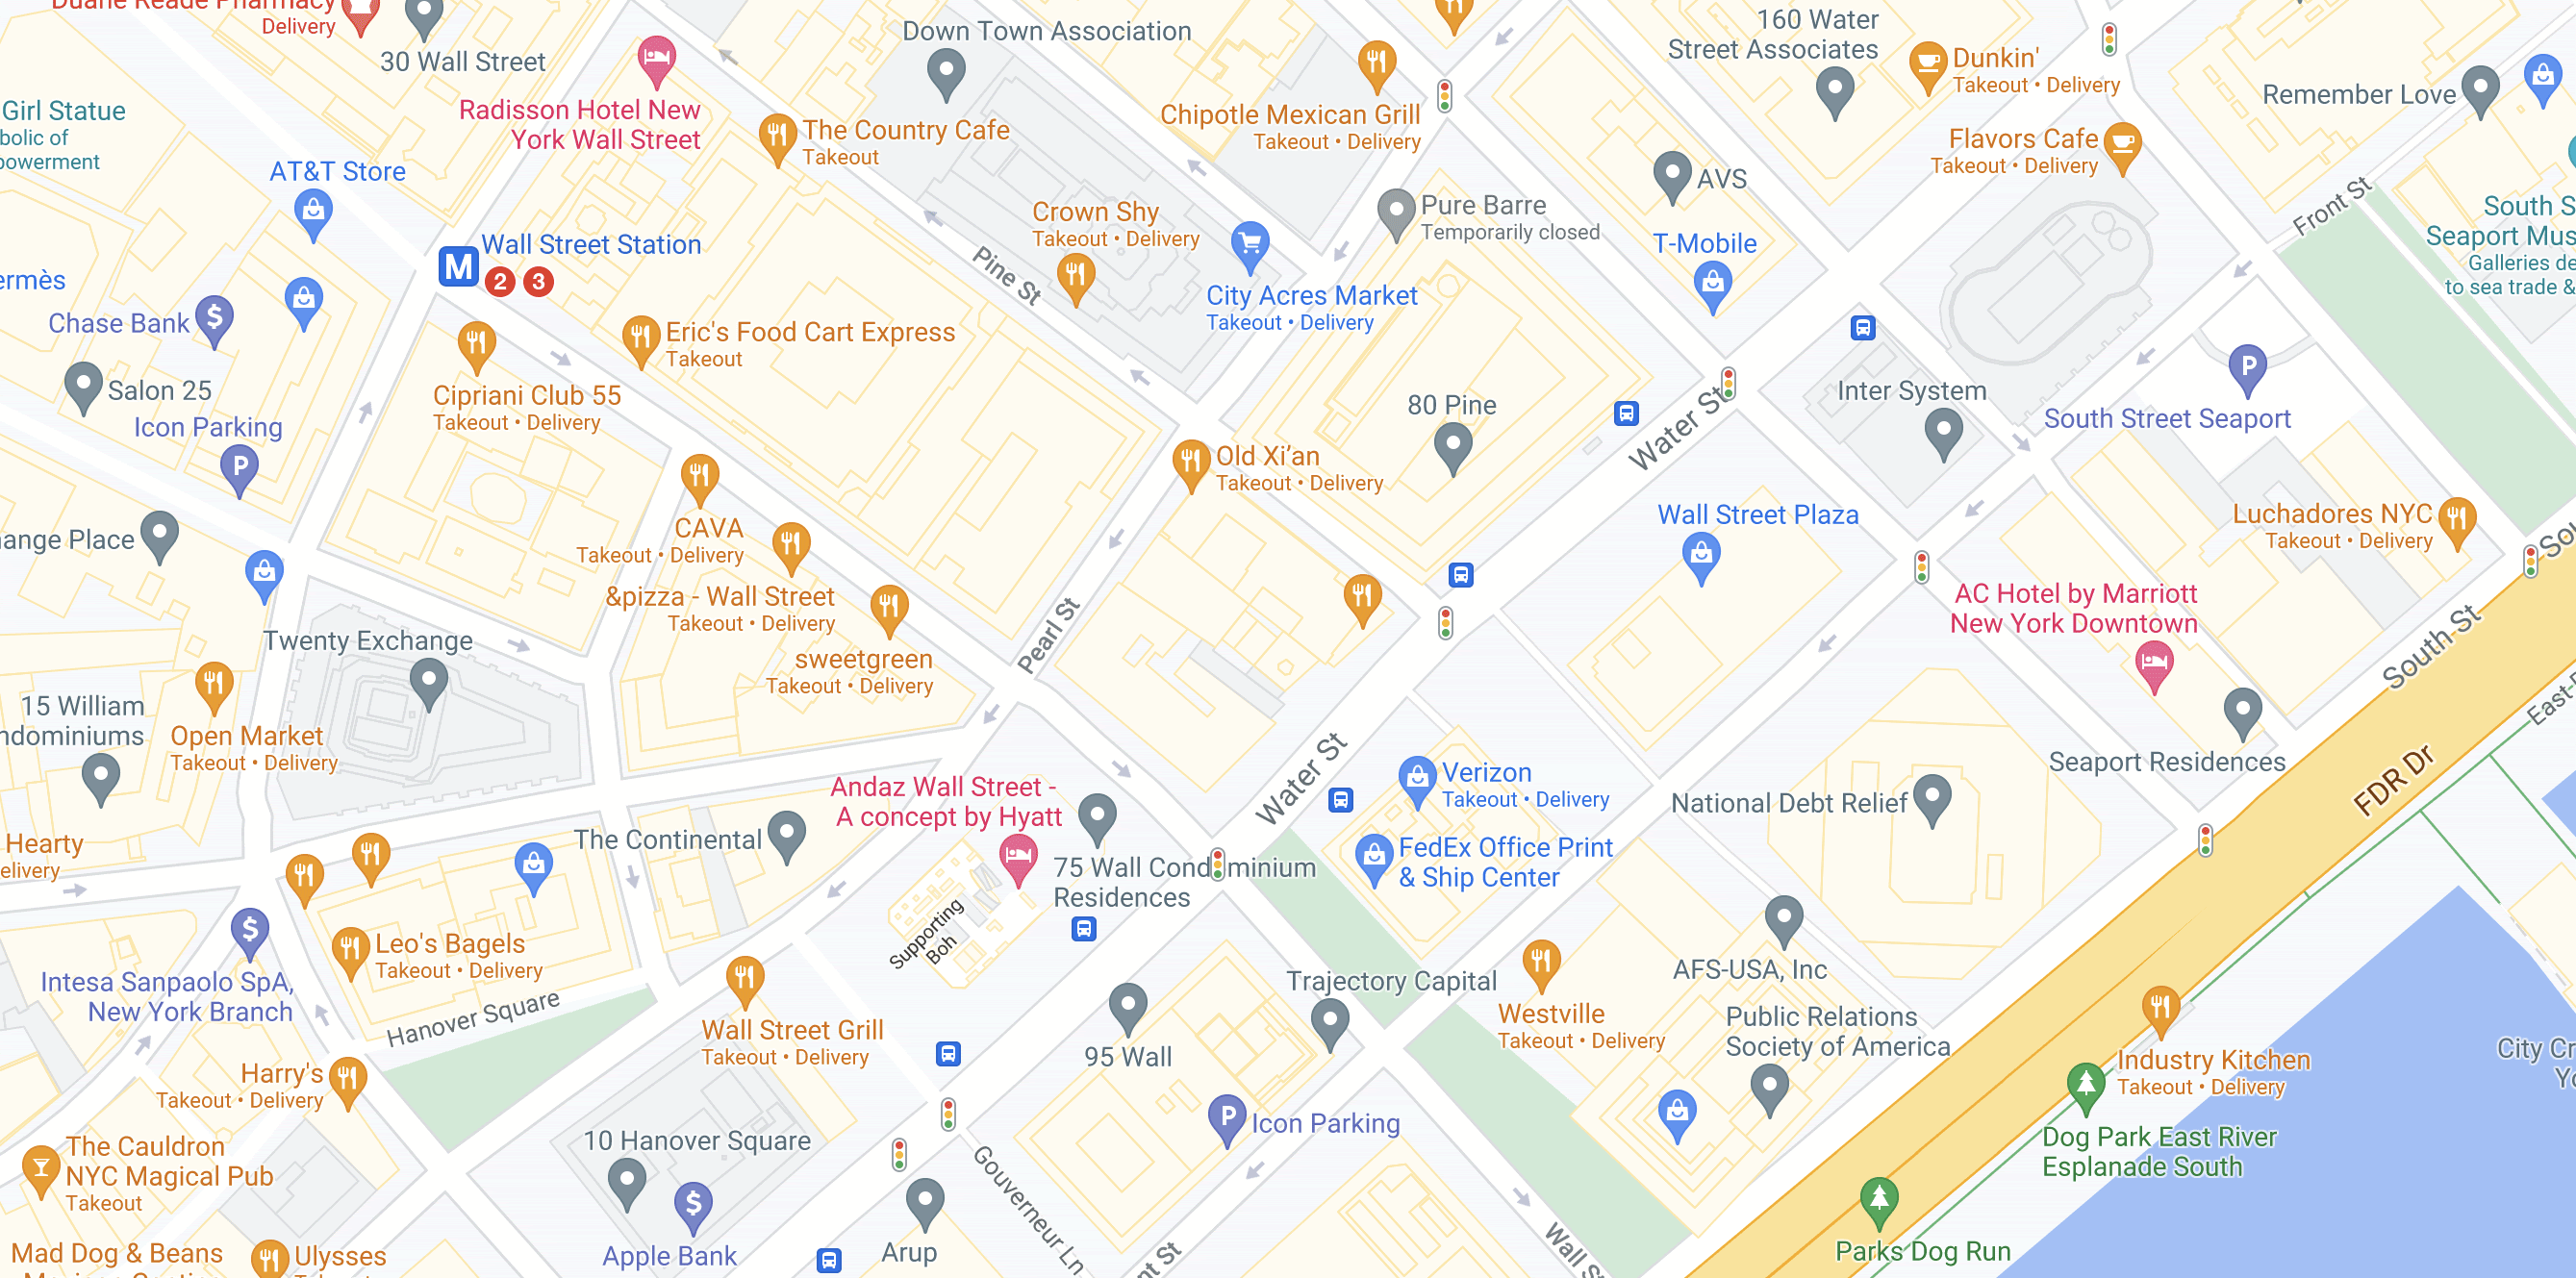 Duane Reade Pharmacy
Delivery
30 Wall Street
Radisson Hotel New
York Wall Street
Down Town Association
The Country Cafe
Takeout
Chipotle Mexican Grill
Takeout • Delivery
160 Water
Street Associates
Dunkin'
Takeout • Delivery
Flavors Cafe
Takeout • Delivery
Remember Love
Girl Statue
bolic of
powerment
AT&T Store
Wall Street Station
M
2
3
ermès
Chase Bank
$
Salon 25
Icon Parking
P
Cipriani Club 55
Takeout • Delivery
Eric's Food Cart Express
Takeout
Crown Shy
Takeout • Delivery
Pine St
City Acres Market
Takeout • Delivery
Pure Barre
Temporarily closed
AVS
T-Mobile
Front St
South S
Seaport Mus
Galleries de
to sea trade &
80 Pine
Water St
Inter System
P
South Street Seaport
Old Xi'an
Takeout • Delivery
CAVA
Takeout • Delivery
&pizza - Wall Street
Takeout • Delivery
sweetgreen
Takeout • Delivery
Pearl St
Wall Street Plaza
Luchadores NYC
Takeout • Delivery
Sou
AC Hotel by Marriott
New York Downtown
South St
Seaport Residences
FDR Dr
East-R
hange Place
Twenty Exchange
15 William
ndominiums
Open Market
Takeout • Delivery
Hearty
elivery
The Continental
Andaz Wall Street -
A concept by Hyatt
75 Wall Condominium
Residences
Supporting
Boh
Water St
Verizon
Takeout • Delivery
FedEx Office Print
& Ship Center
National Debt Relief
AFS-USA, Inc
Westville
Takeout • Delivery
Public Relations
Society of America
Trajectory Capital
95 Wall
Icon Parking
P
$
Intesa Sanpaolo SpA,
New York Branch
Leo's Bagels
Takeout • Delivery
Hanover Square
Wall Street Grill
Takeout • Delivery
Harry's
Takeout • Delivery
The Cauldron
NYC Magical Pub
Takeout
10 Hanover Square
$
Apple Bank
Arup
Gouverneur Ln
nt St
Wall S
Mad Dog & Beans
Ulysses
Industry Kitchen
Takeout • Delivery
Dog Park East River
Esplanade South
Parks Dog Run
City Cr
Yo